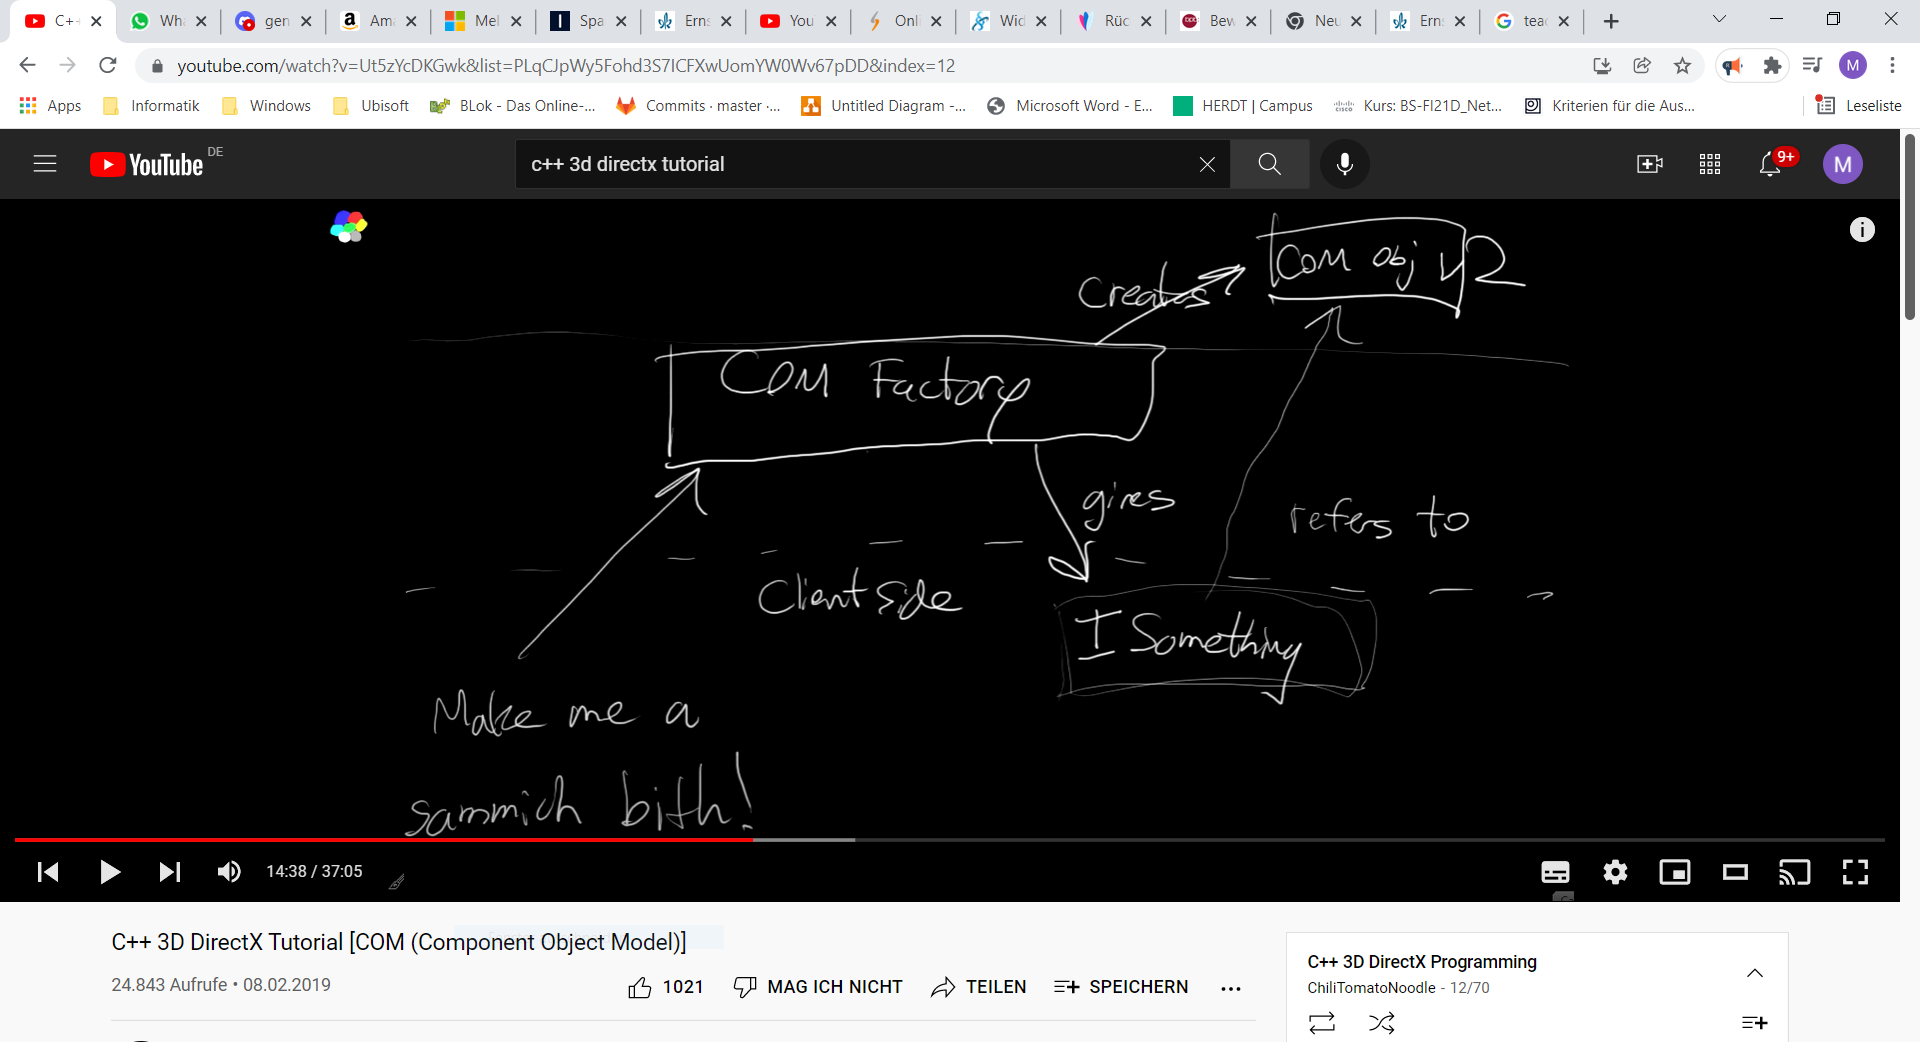 C++
Wha
gen
Ama
Mel
Spa
Erns
You
Onli
Wid
Rüc
Bew
Neu
Ern
tea
youtube.com/watch?v=Ut5zYcDKGwk&list=PLqCJpWy5Fohd3S7ICFXwUomYW0Wv67pDD&index=12
M
Apps
Informatik
Windows
Ubisoft
BLok - Das Online-...
Commits · master ·...
Untitled Diagram -...
Microsoft Word - E...
HERDT | Campus
Kurs: BS-FI21D_Net...
Kriterien für die Aus...
Leseliste
YouTube DE
c++ 3d directx tutorial
9+
M
COM Obj v2
Creates
COM Factory
gives
refers to
Client side
ISomething
Make me a
sammich bith!
14:38 / 37:05
C++ 3D DirectX Tutorial [COM (Component Object Model)]
24.843 Aufrufe • 08.02.2019
1021
MAG ICH NICHT
TEILEN
SPEICHERN
C++ 3D DirectX Programming
ChiliTomatoNoodle - 12/70